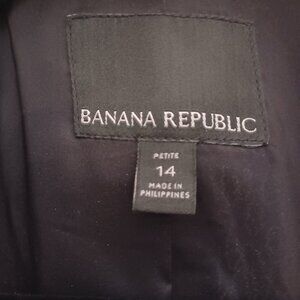 BANANA REPUBLIC
PETITE
14
MADE IN
PHILIPPINES